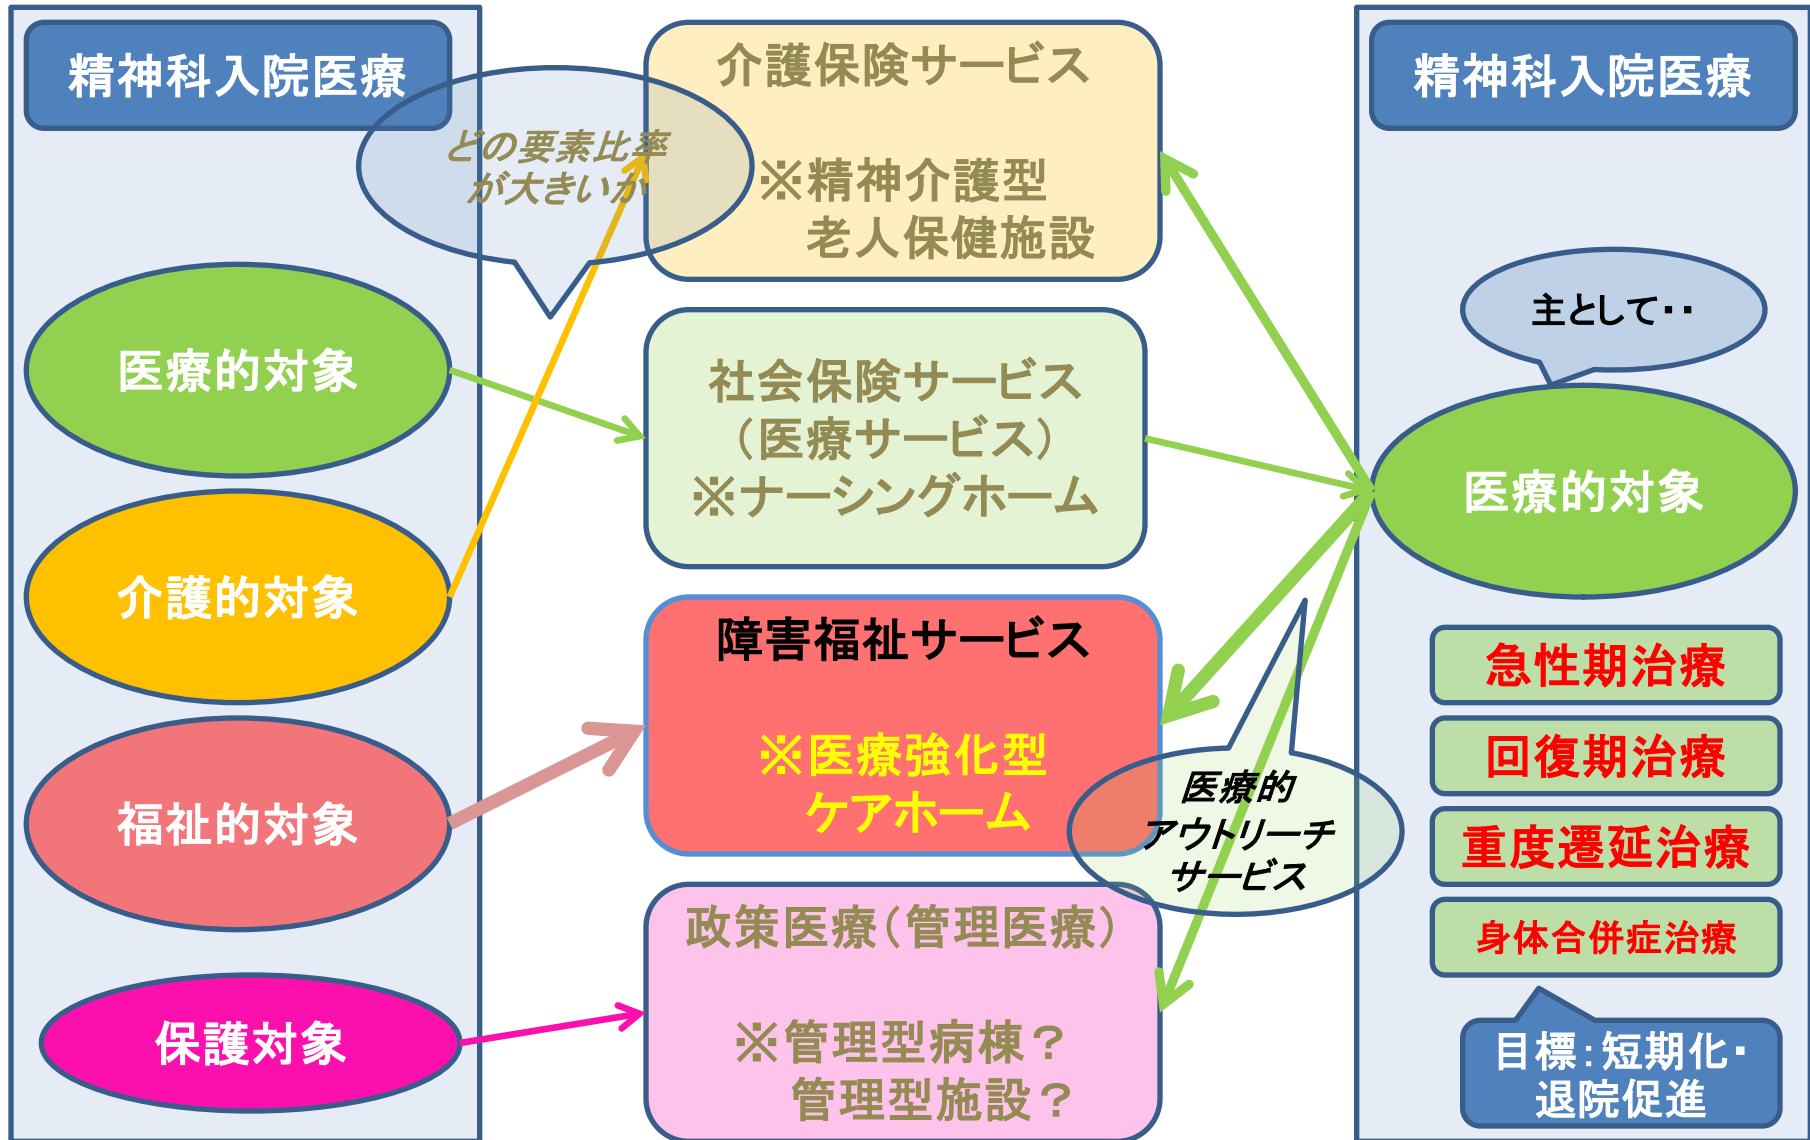 精神科入院医療
どの要素比率
が大きいか
医療的対象
介護的対象
福祉的対象
保護対象
介護保険サービス
※精神介護型
老人保健施設
社会保険サービス
（医療サービス）
※ナーシングホーム
障害福祉サービス
※医療強化型
ケアホーム
政策医療（管理医療）
※管理型病棟？
管理型施設？
医療的
アウトリーチ
サービス
精神科入院医療
主として・・
医療的対象
急性期治療
回復期治療
重度遷延治療
身体合併症治療
目標：短期化・
退院促進